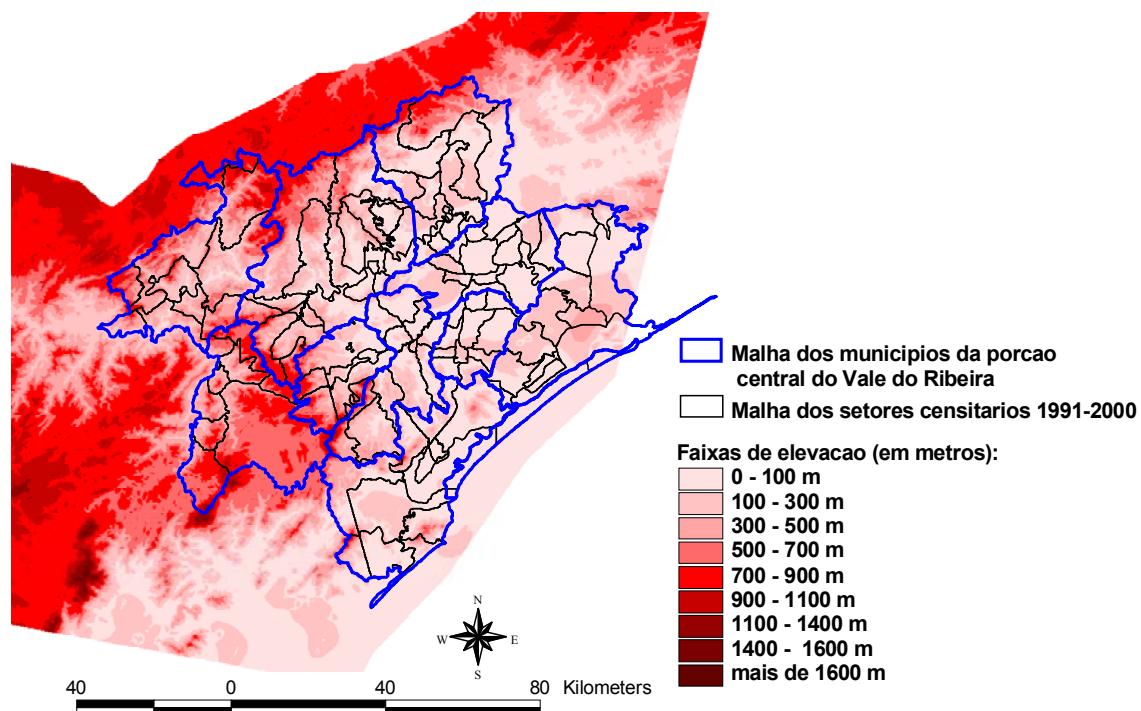 Malha dos municipios da porcao
central do Vale do Ribeira
Malha dos setores censitarios 1991-2000
Faixas de elevacao (em metros):
0 - 100 m
100 - 300 m
300 - 500 m
500 - 700 m
700 - 900 m
900 - 1100 m
1100 - 1400 m
1400 - 1600 m
mais de 1600 m
N
W E
S
40 0 40 80 Kilometers